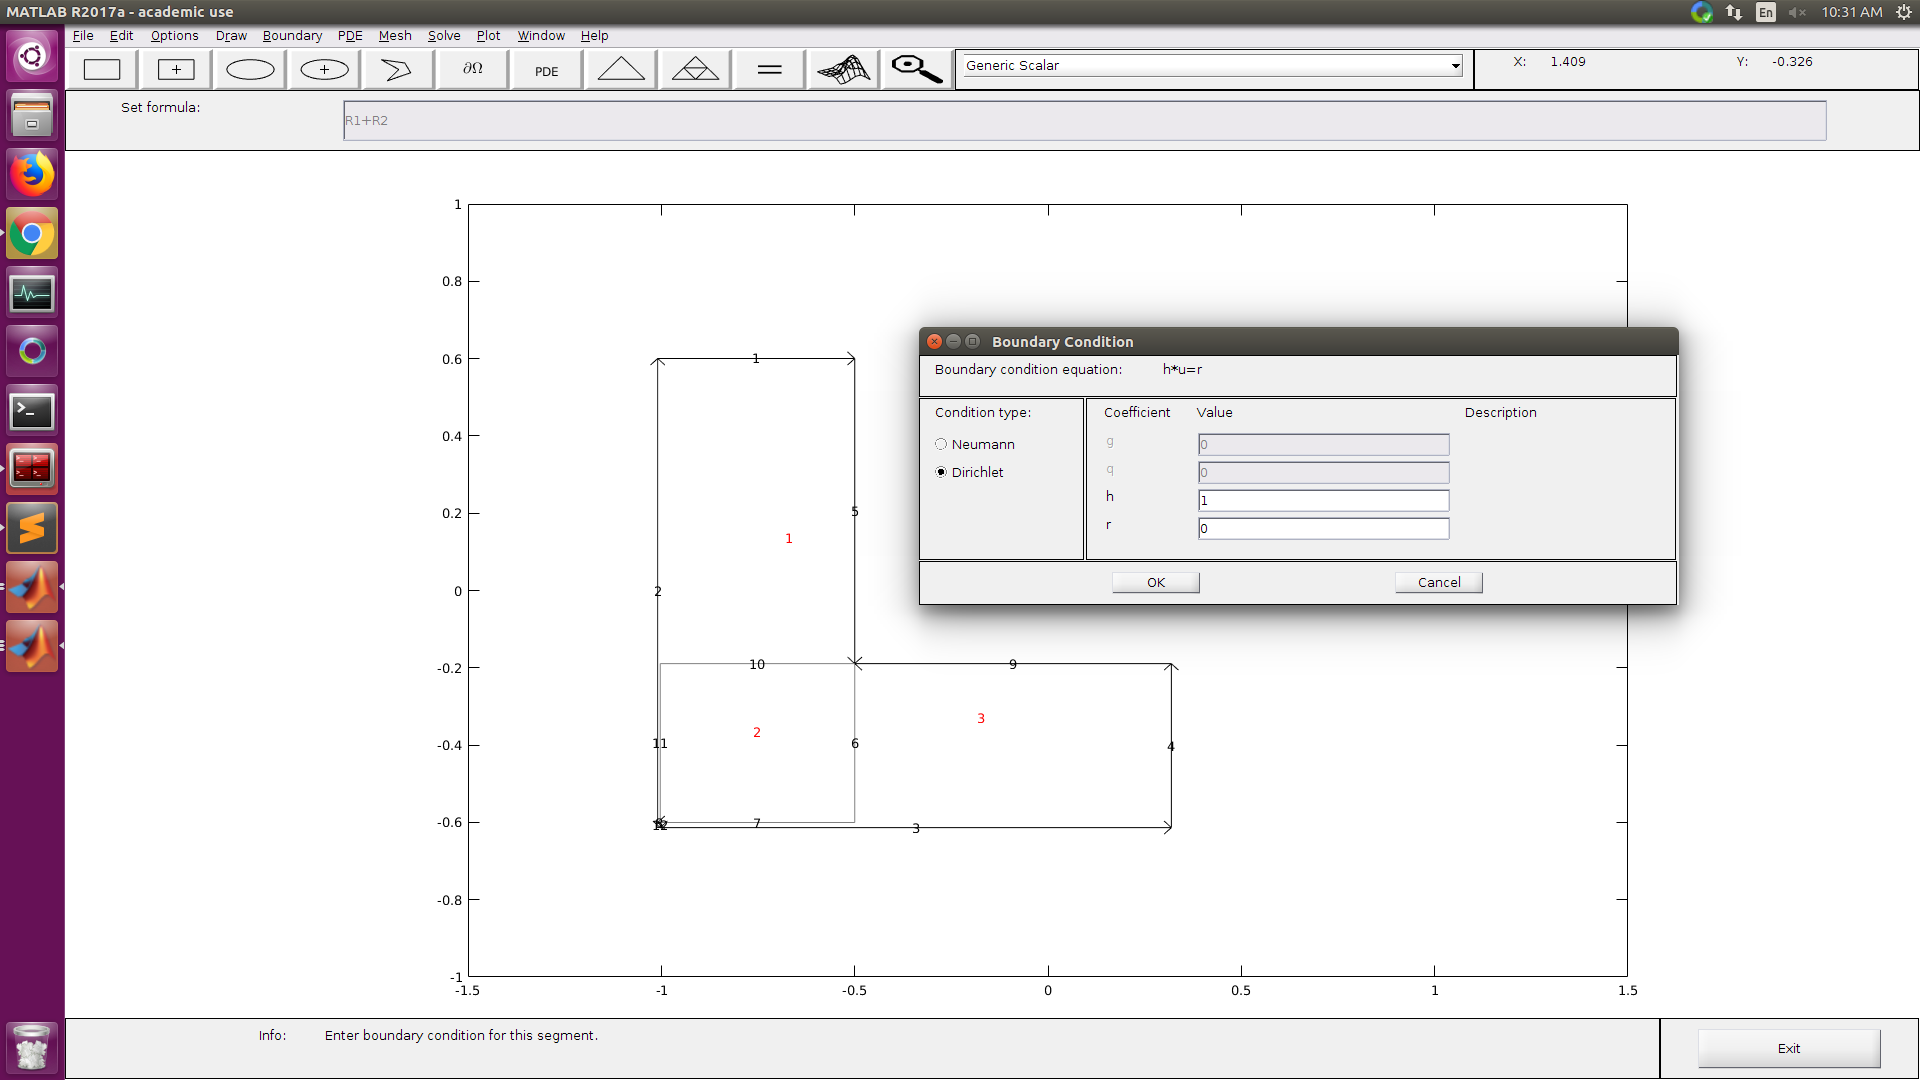 MATLAB R2017a - academic use
En
10:31 AM
File Edit Options Draw Boundary PDE Mesh Solve Plot Window Help
∂Ω
PDE
Generic Scalar
X: 1.409
Y: -0.326
Set formula:
R1+R2
1
0.8
0.6
0.4
0.2
0
-0.2
-0.4
-0.6
-0.8
-1
-1.5 -1 -0.5 0 0.5 1 1.5
1
5
1
2
10
9
3
2
11
6
4
12
7
3
Boundary Condition
Boundary condition equation: h*u=r
Condition type:
Neumann
Dirichlet
Coefficient Value Description
g 0
q 0
h 1
r 0
OK
Cancel
Info: Enter boundary condition for this segment.
Exit